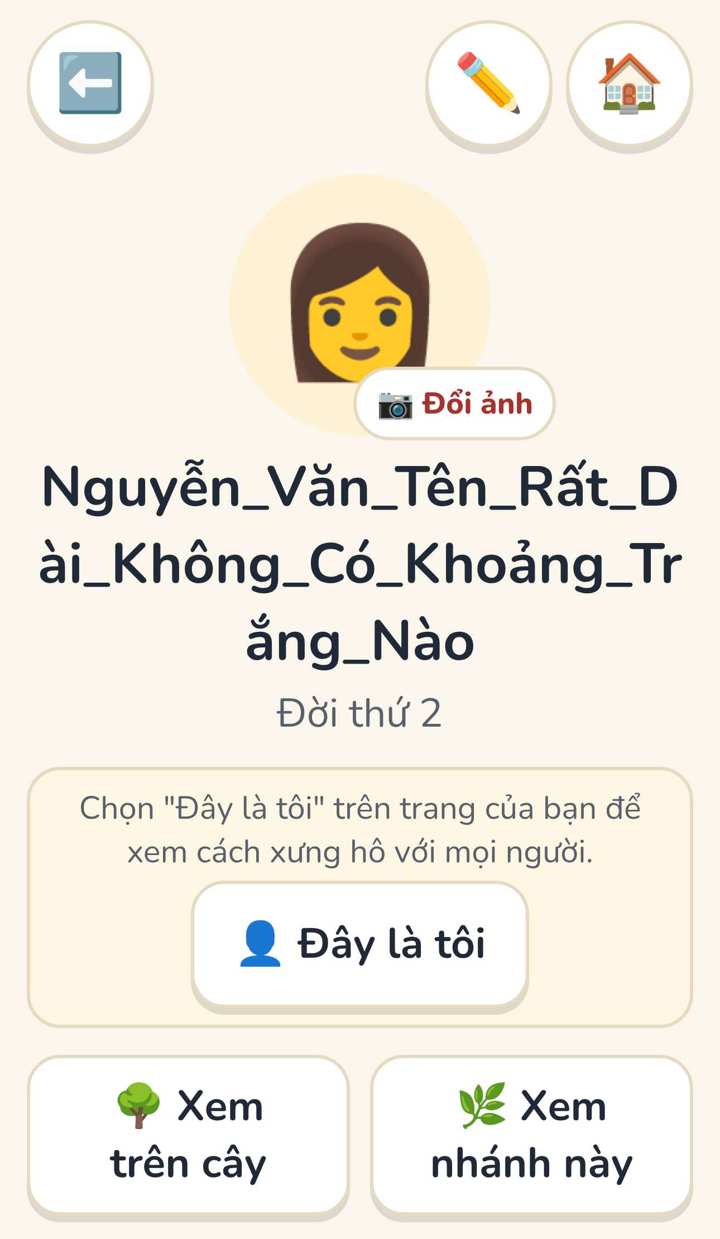 Đổi ảnh
Nguyễn_Văn_Tên_Rất_D
ài_Không_Có_Khoảng_Tr
ắng_Nào
Đời thứ 2
Chọn "Đây là tôi" trên trang của bạn để
xem cách xưng hô với mọi người.
Đây là tôi
Xem
trên cây
Xem
nhánh này